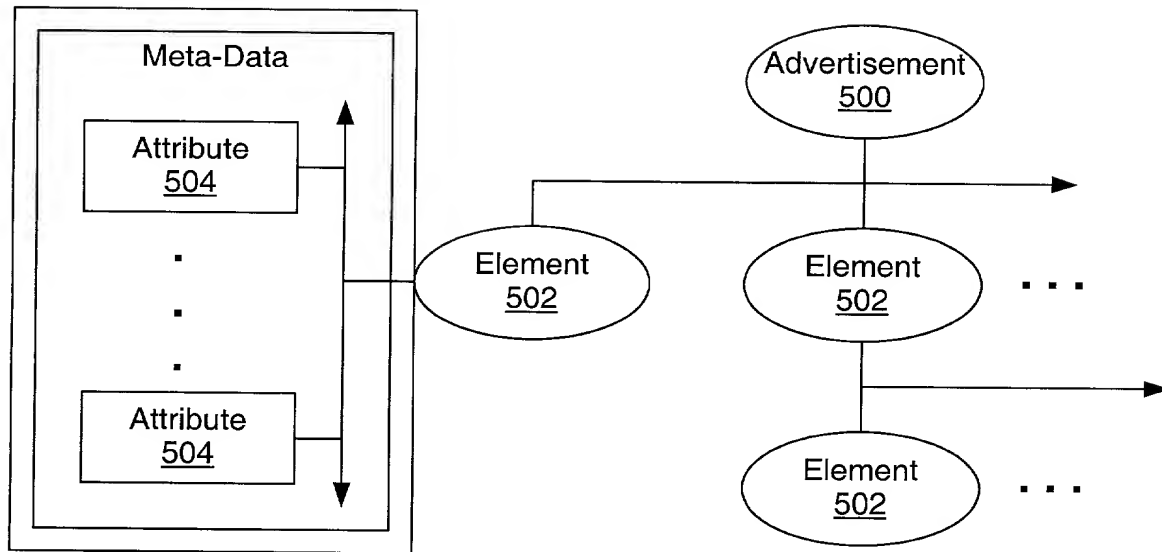 Meta-Data
Attribute
504
Attribute
504
Advertisement
500
Element
502
Element
502
Element
502